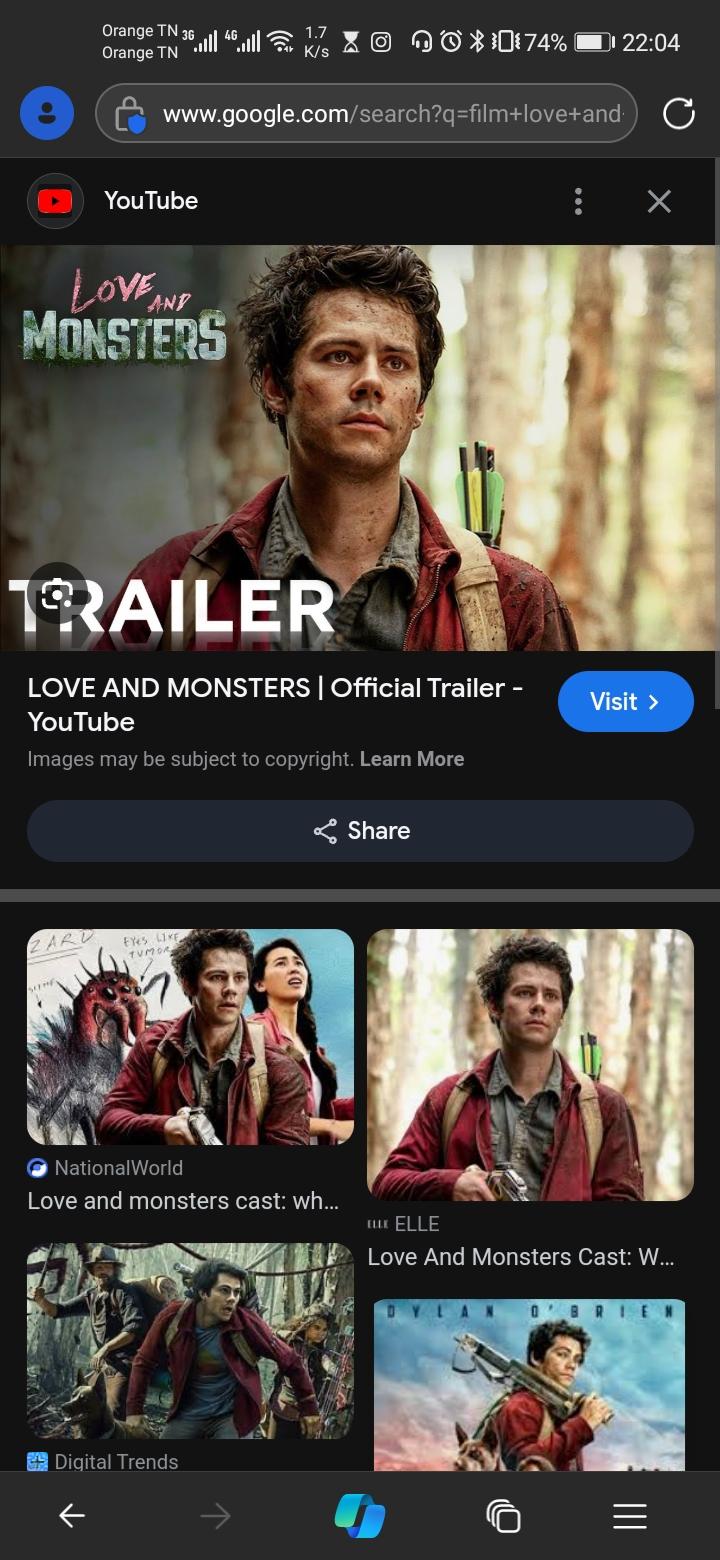 Orange TN 3G 4G 1.7 74% 22:04
Orange TN K/s
www.google.com/search?q=film+love+and
YouTube
LOVE AND
MONSTERS
TRAILER
LOVE AND MONSTERS | Official Trailer -
YouTube
Visit
Images may be subject to copyright. Learn More
Share
ZARD
EYES LIKE
TUMOR
NationalWorld
Love and monsters cast: wh...
ELLE ELLE
Love And Monsters Cast: W...
DYLAN O'BRIEN
Digital Trends